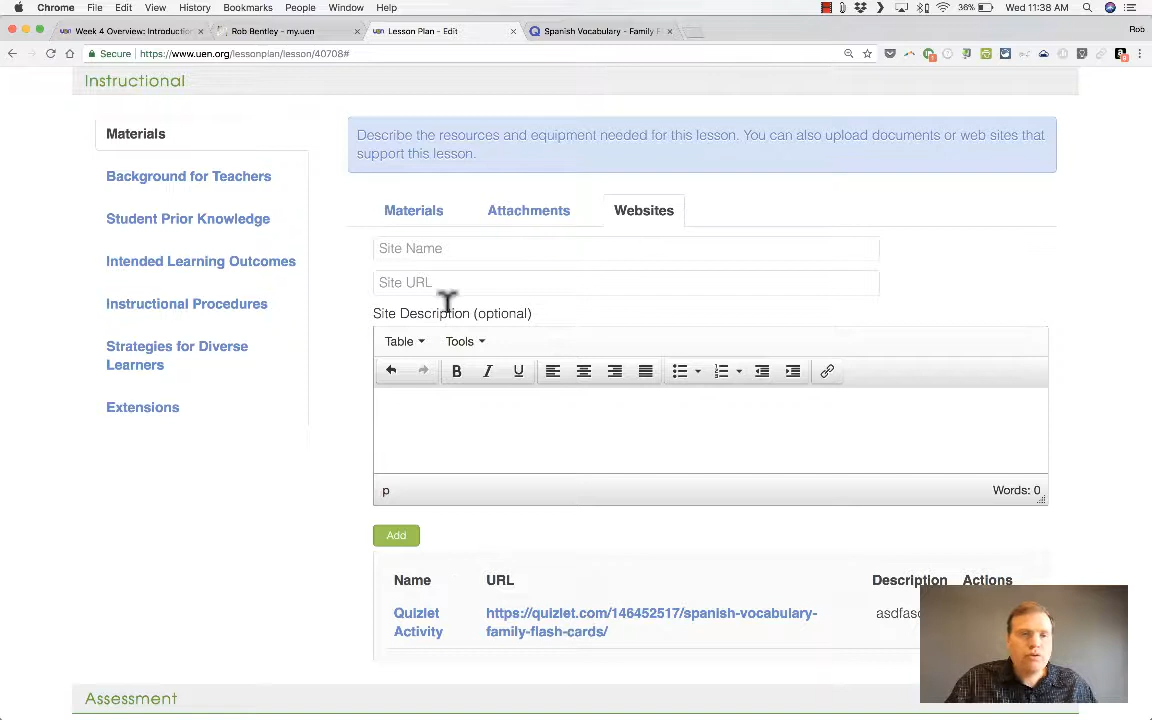 Chrome File Edit View History Bookmarks People Window Help 36% Wed 11:38 AM
Week 4 Overview: Introduction
Rob Bentley - my.uen
Lesson Plan - Edit
Spanish Vocabulary - Family F
Rob
Secure https://www.uen.org/lessonplan/lesson/40708#
Instructional
Materials
Background for Teachers
Student Prior Knowledge
Intended Learning Outcomes
Instructional Procedures
Strategies for Diverse
Learners
Extensions
Describe the resources and equipment needed for this lesson. You can also upload documents or web sites that
support this lesson.
Materials Attachments Websites
Site Name
Site URL
Site Description (optional)
Table Tools
B I U
p Words: 0
Add
Name URL Description Actions
Quizlet
Activity
https://quizlet.com/146452517/spanish-vocabulary-
family-flash-cards/
Assessment